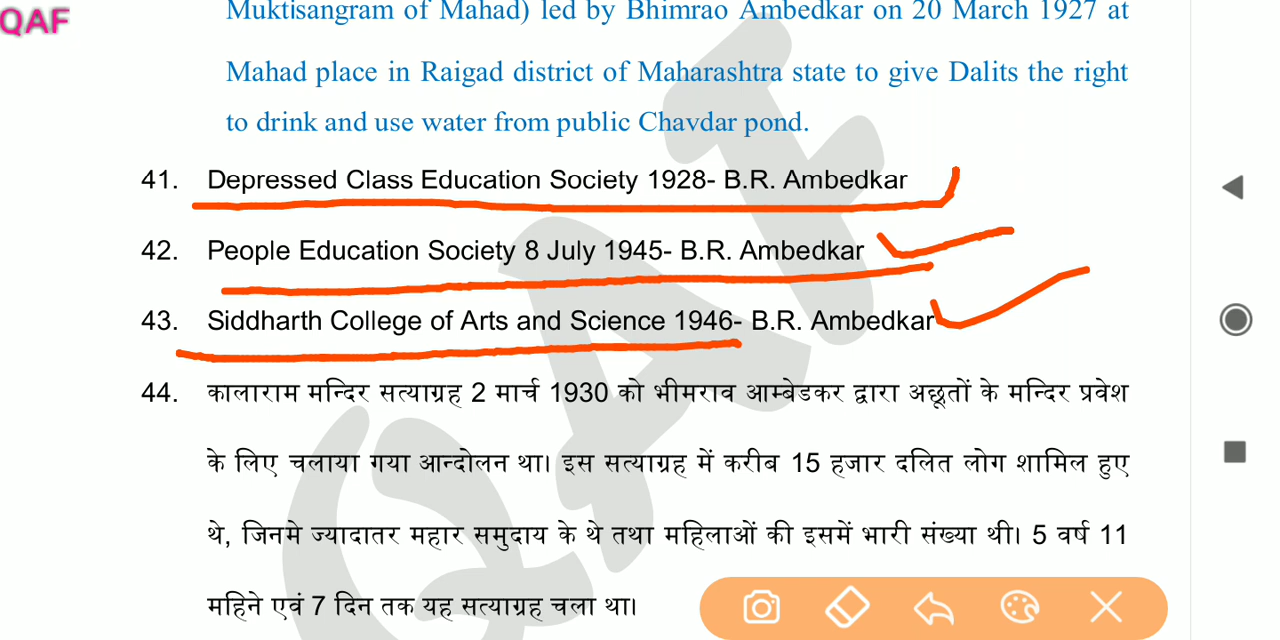 QAF
Muktisangram of Mahad) led by Bhimrao Ambedkar on 20 March 1927 at
Mahad place in Raigad district of Maharashtra state to give Dalits the right
to drink and use water from public Chavdar pond.
41. Depressed Class Education Society 1928- B.R. Ambedkar
42. People Education Society 8 July 1945- B.R. Ambedkar
43. Siddharth College of Arts and Science 1946- B.R. Ambedkar
44. कालाराम मन्दिर सत्याग्रह 2 मार्च 1930 को भीमराव आम्बेडकर द्वारा अछूतों के मन्दिर प्रवेश
के लिए चलाया गया आन्दोलन था। इस सत्याग्रह में करीब 15 हजार दलित लोग शामिल हुए
थे, जिनमे ज्यादातर महार समुदाय के थे तथा महिलाओं की इसमें भारी संख्या थी। 5 वर्ष 11
महिने एवं 7 दिन तक यह सत्याग्रह चला था।
QAF